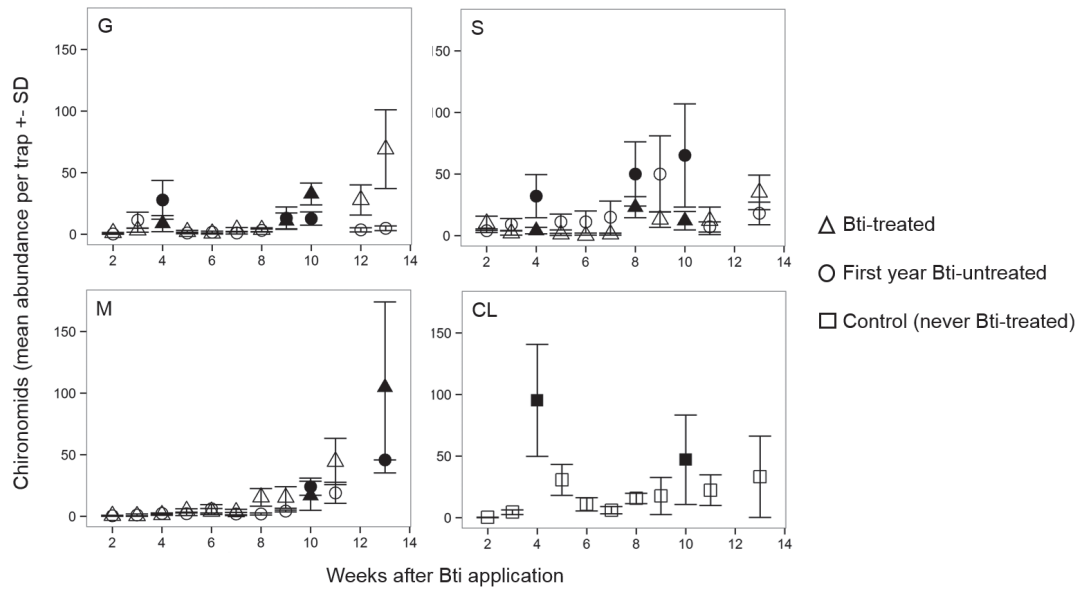 Chironomids (mean abundance per trap +- SD
G
150
100
50
0
2 4 6 8 10 12 14
S
150
100
50
0
2 4 6 8 10 12 14
M
150
100
50
0
2 4 6 8 10 12 14
CL
150
100
50
0
2 4 6 8 10 12 14
Weeks after Bti application
Bti-treated
First year Bti-untreated
Control (never Bti-treated)